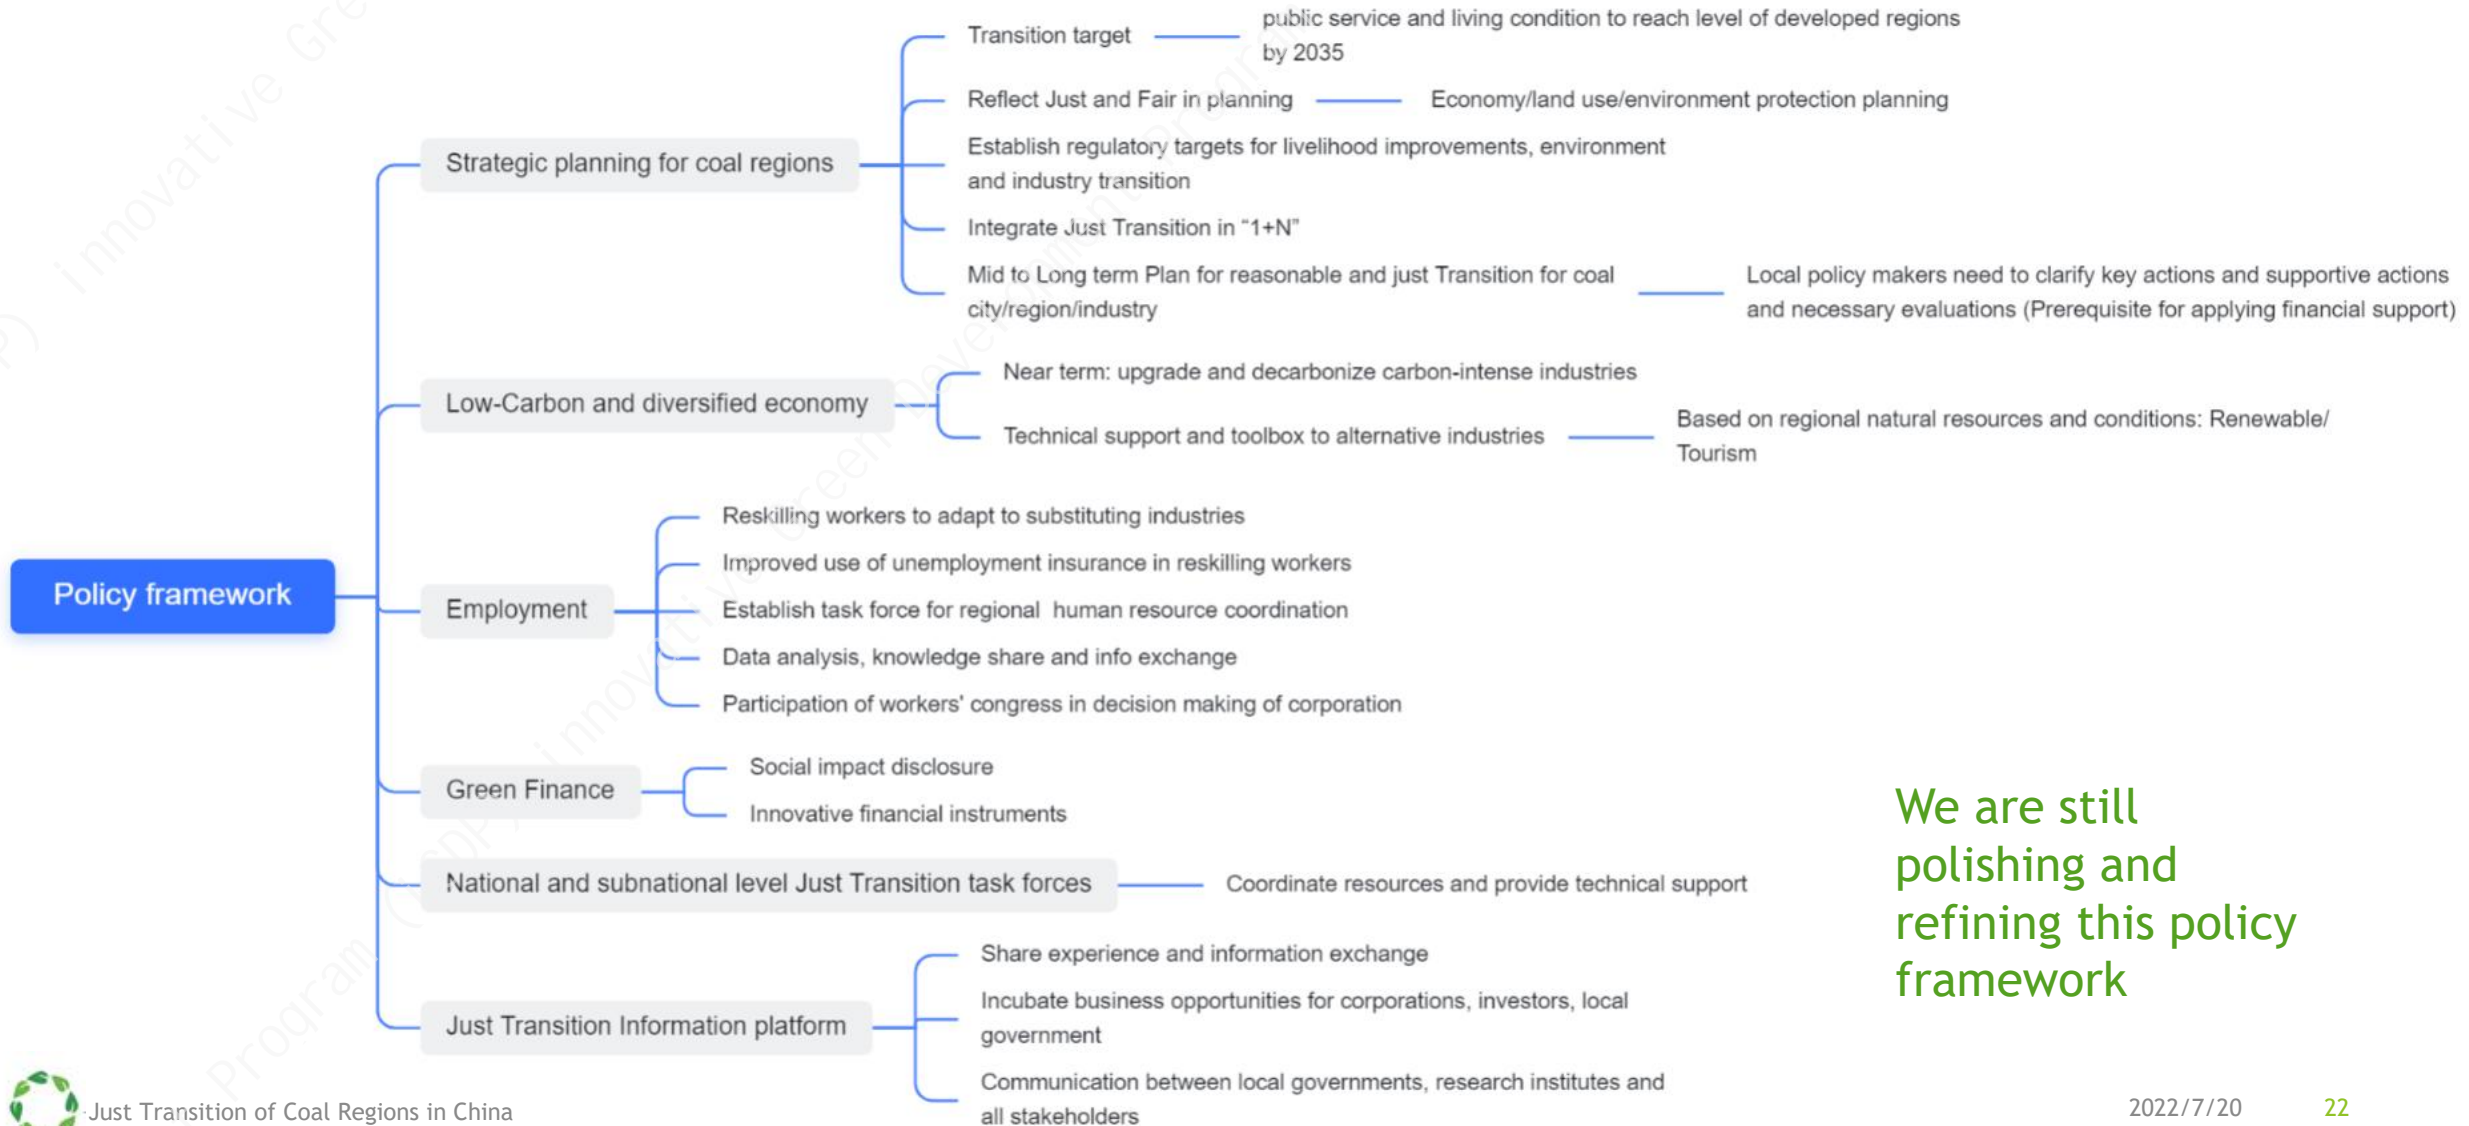 Policy framework
Strategic planning for coal regions
Transition target
public service and living condition to reach level of developed regions
by 2035
Reflect Just and Fair in planning
Economy/land use/environment protection planning
Establish regulatory targets for livelihood improvements, environment
and industry transition
Integrate Just Transition in “1+N”
Mid to Long term Plan for reasonable and just Transition for coal
city/region/industry
Local policy makers need to clarify key actions and supportive actions
and necessary evaluations (Prerequisite for applying financial support)
Low-Carbon and diversified economy
Near term: upgrade and decarbonize carbon-intense industries
Technical support and toolbox to alternative industries
Based on regional natural resources and conditions: Renewable/
Tourism
Employment
Reskilling workers to adapt to substituting industries
Improved use of unemployment insurance in reskilling workers
Establish task force for regional human resource coordination
Data analysis, knowledge share and info exchange
Participation of workers' congress in decision making of corporation
Green Finance
Social impact disclosure
Innovative financial instruments
National and subnational level Just Transition task forces
Coordinate resources and provide technical support
Just Transition Information platform
Share experience and information exchange
Incubate business opportunities for corporations, investors, local
government
Communication between local governments, research institutes and
all stakeholders
We are still
polishing and
refining this policy
framework
Just Transition of Coal Regions in China
2022/7/20
22
innovative Green Development Program
Program
innovative